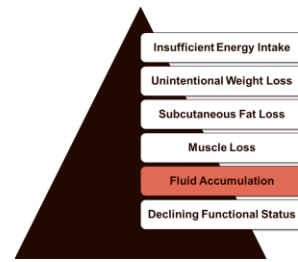 Insufficient Energy Intake
Unintentional Weight Loss
Subcutaneous Fat Loss
Muscle Loss
Fluid Accumulation
Declining Functional Status